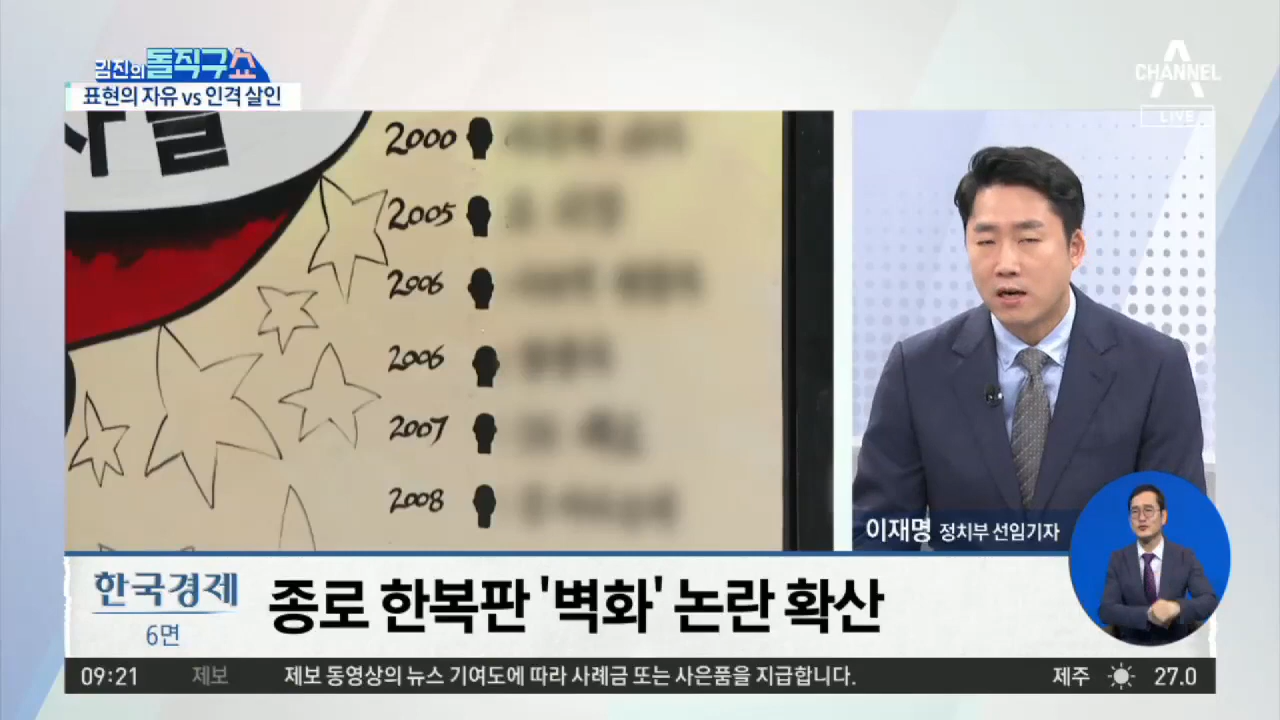 김진의 돌직구쇼
표현의 자유 vs 인격 살인
CHANNEL A
LIVE
2000
2005
2006
2006
2007
2008
이재명 정치부 선임기자
한국경제
6면
종로 한복판 '벽화' 논란 확산
09:21 제보 제보 동영상의 뉴스 기여도에 따라 사례금 또는 사은품을 지급합니다. 제주 27.0